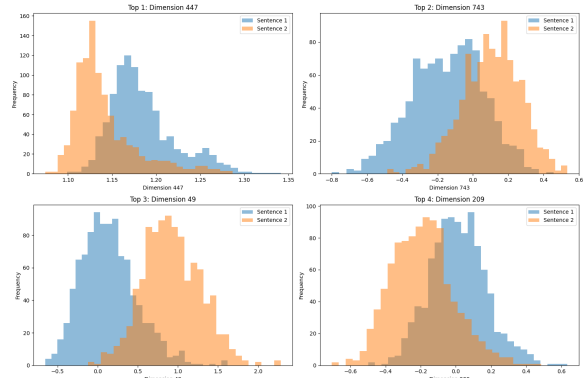 Top 1: Dimension 447
Sentence 1
Sentence 2
Frequency
160
140
120
100
80
60
40
20
0
1.10
1.15
1.20
1.25
1.30
1.35
Dimension 447
Top 2: Dimension 743
Sentence 1
Sentence 2
Frequency
80
60
40
20
0
−0.8
−0.6
−0.4
−0.2
0.0
0.2
0.4
0.6
Dimension 743
Top 3: Dimension 49
Sentence 1
Sentence 2
Frequency
80
60
40
20
0
−0.5
0.0
0.5
1.0
1.5
2.0
Top 4: Dimension 209
Sentence 1
Sentence 2
Frequency
100
80
60
40
20
0
−0.6
−0.4
−0.2
0.0
0.2
0.4
0.6